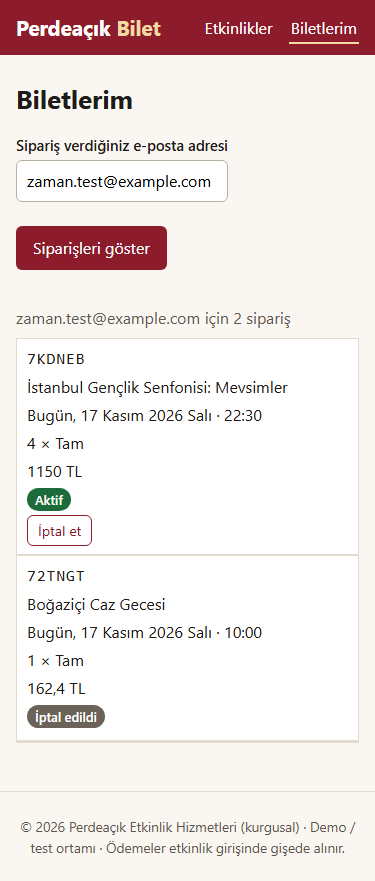 Perdeaçık Bilet
Etkinlikler
Biletlerim
Biletlerim
Sipariş verdiğiniz e-posta adresi
zaman.test@example.com
Siparişleri göster
zaman.test@example.com için 2 sipariş
7KDNEB
İstanbul Gençlik Senfonisi: Mevsimler
Bugün, 17 Kasım 2026 Salı · 22:30
4 × Tam
1150 TL
Aktif
İptal et
72TNGT
Boğaziçi Caz Gecesi
Bugün, 17 Kasım 2026 Salı · 10:00
1 × Tam
162,4 TL
İptal edildi
© 2026 Perdeaçık Etkinlik Hizmetleri (kurgusal) · Demo /
test ortamı · Ödemeler etkinlik girişinde gişede alınır.